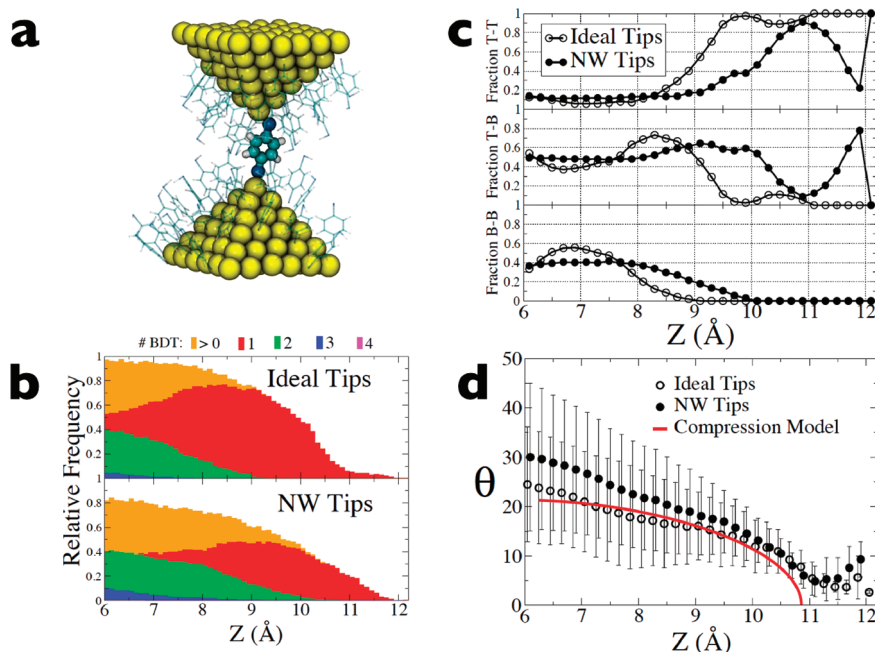 a
b
# BDT: > 0 1 2 3 4
Ideal Tips
NW Tips
Relative Frequency
1
0.8
0.6
0.4
0.2
1
0.8
0.6
0.4
0.2
0
6 7 8 9 10 11 12
Z (Å)
c
Ideal Tips
NW Tips
Fraction T-T
Fraction T-B
Fraction B-B
1
0.8
0.6
0.4
0.2
1
0.8
0.6
0.4
0.2
1
0.8
0.6
0.4
0.2
0
6 7 8 9 10 11 12
Z (Å)
d
Ideal Tips
NW Tips
Compression Model
θ
50
40
30
20
10
0
6 7 8 9 10 11 12
Z (Å)